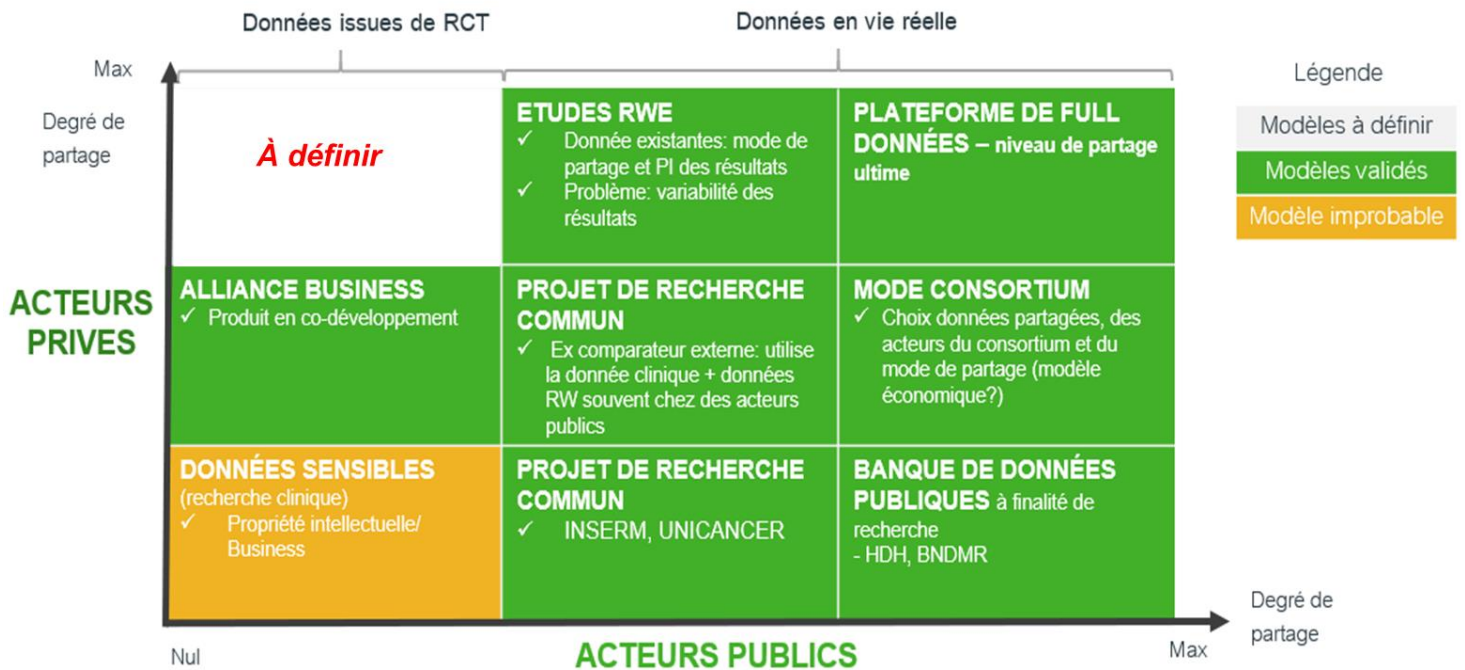 Données issues de RCT
Données en vie réelle
Max
Degré de
partage
À définir
ETUDES RWE
✓ Donnée existantes: mode de
partage et PI des résultats
✓ Problème: variabilité des
résultats
PLATEFORME DE FULL
DONNÉES – niveau de partage
ultime
Légende
Modèles à définir
Modèles validés
Modèle improbable
ACTEURS
PRIVES
ALLIANCE BUSINESS
✓ Produit en co-développement
PROJET DE RECHERCHE
COMMUN
✓ Ex comparateur externe: utilise
la donnée clinique + données
RW souvent chez des acteurs
publics
MODE CONSORTIUM
✓ Choix données partagées, des
acteurs du consortium et du
mode de partage (modèle
économique?)
DONNÉES SENSIBLES
(recherche clinique)
✓ Propriété intellectuelle/
Business
PROJET DE RECHERCHE
COMMUN
✓ INSERM, UNICANCER
BANQUE DE DONNÉES
PUBLIQUES à finalité de
recherche
- HDH, BNDMR
Nul
ACTEURS PUBLICS
Max
Degré de
partage